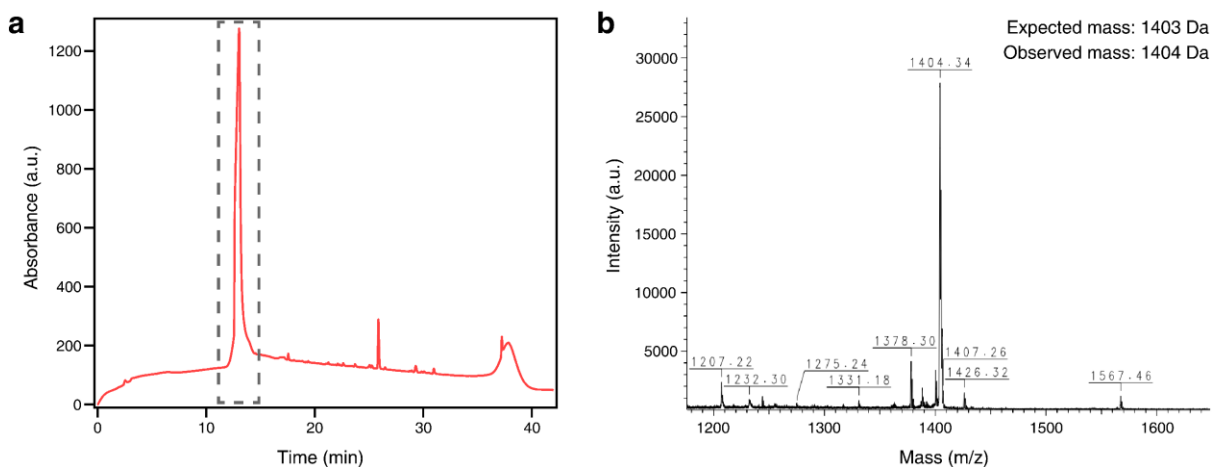 a
1200
1000
800
600
400
200
0
Absorbance (a.u.)
0 10 20 30 40
Time (min)
b
Expected mass: 1403 Da
Observed mass: 1404 Da
30000
25000
20000
15000
10000
5000
Intensity (a.u.)
1404.34
1378.30
1407.26
1207.22
1275.24
1426.32
1232.30
1331.18
1567.46
1200 1300 1400 1500 1600
Mass (m/z)